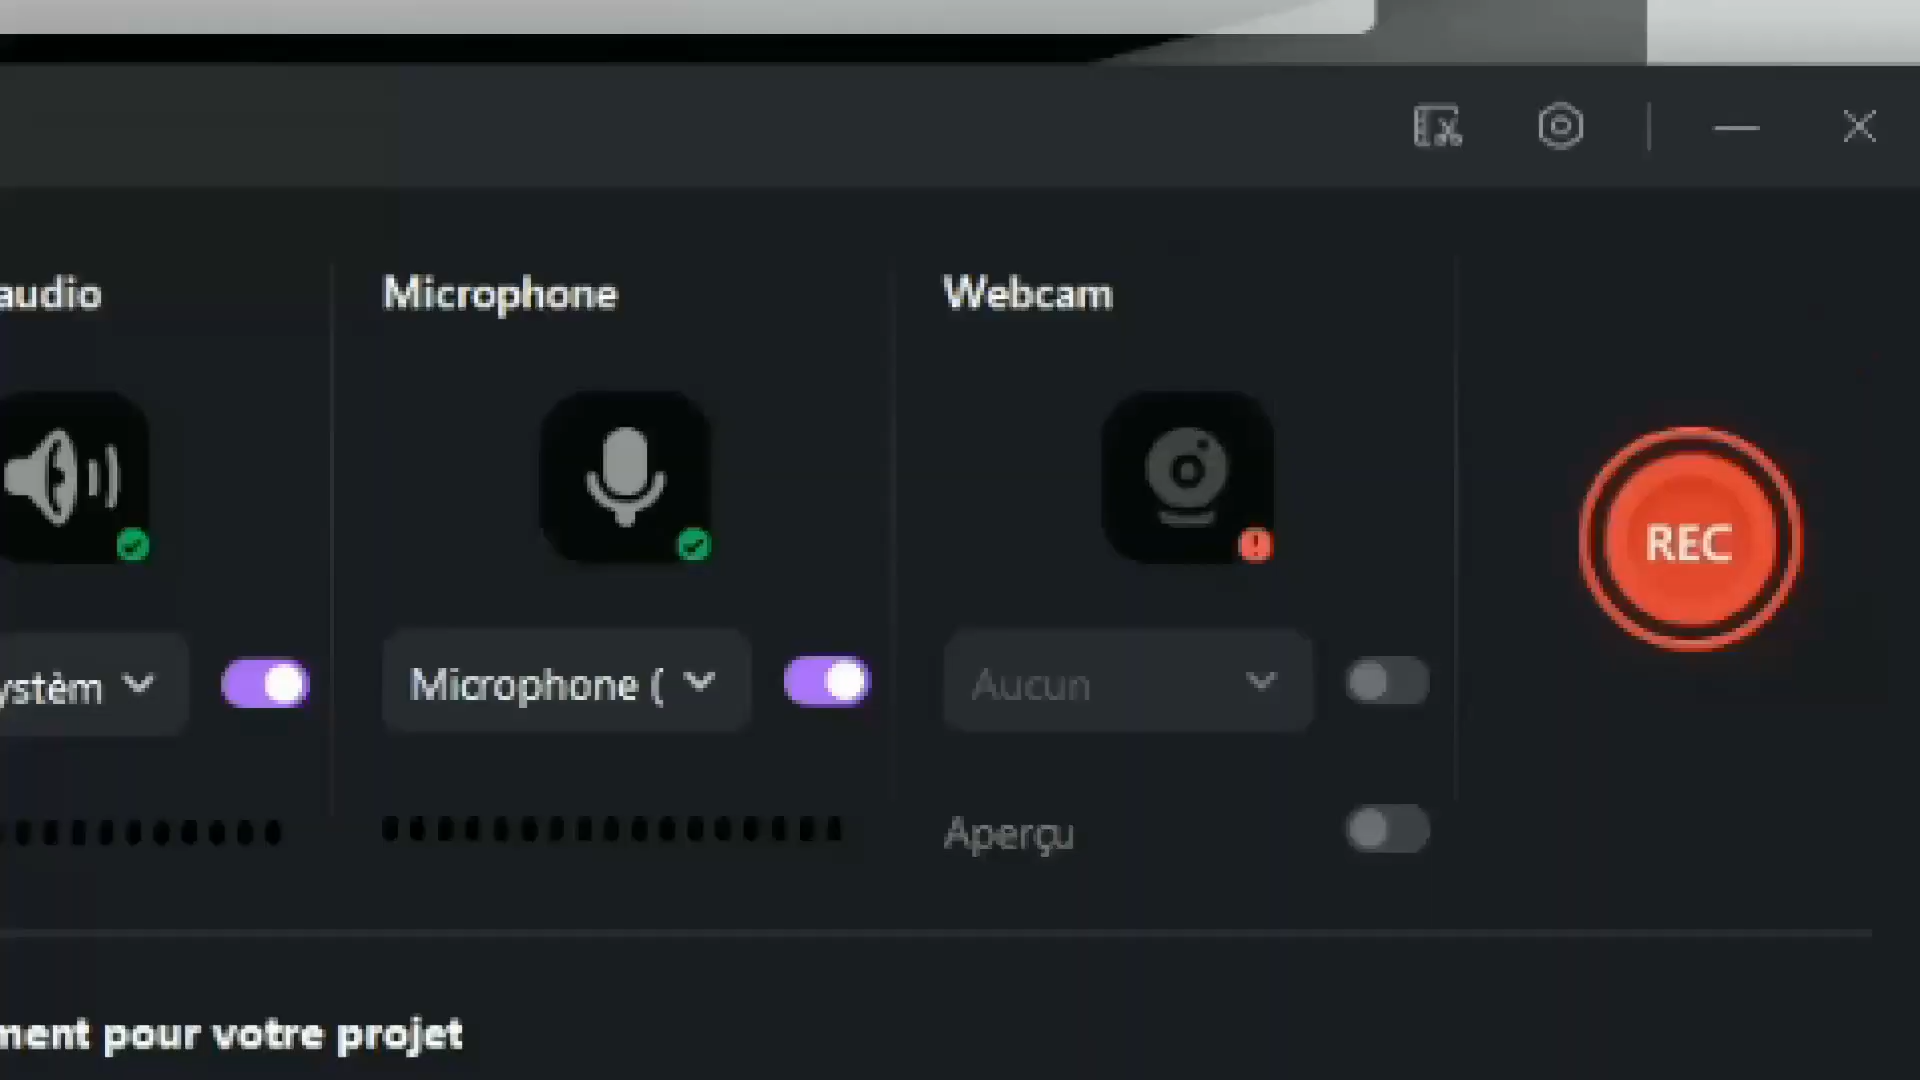 audio
Microphone
Webcam
REC
ystèm
Microphone (
Aucun
Aperçu
ment pour votre projet